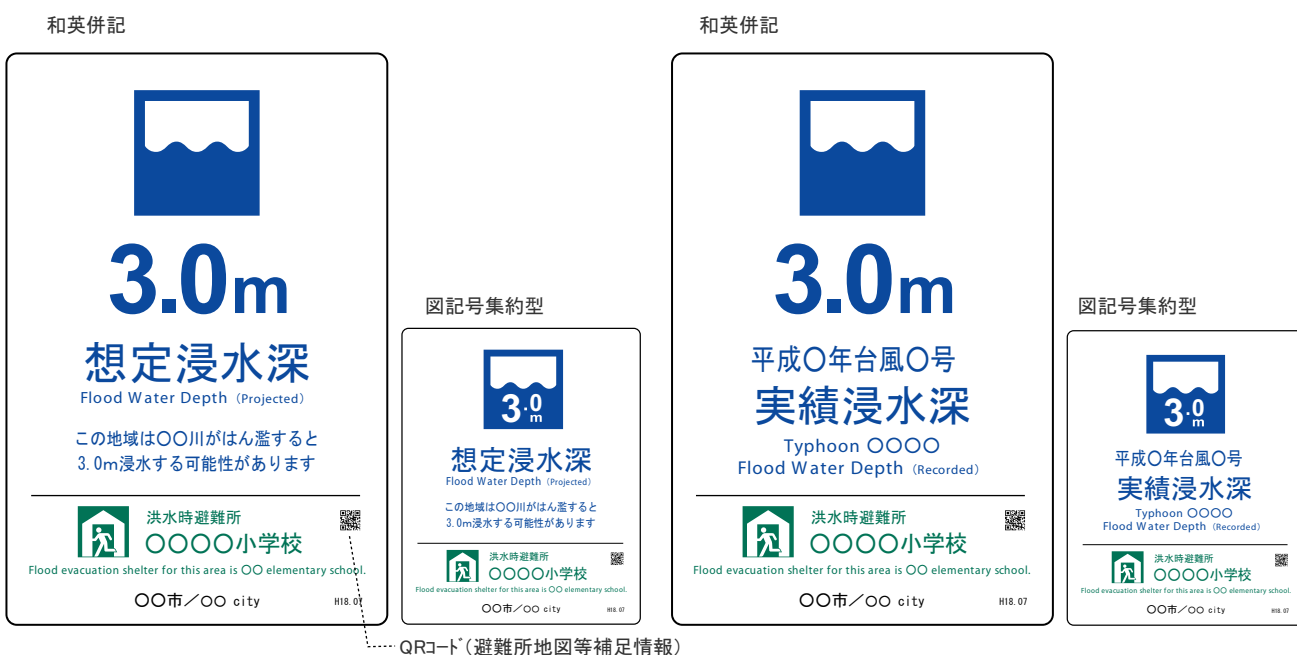 和英併記
3.0m
想定浸水深
Flood Water Depth (Projected)
この地域は〇〇川がはん濫すると
3.0m浸水する可能性があります
洪水時避難所
〇〇〇〇小学校
Flood evacuation shelter for this area is 〇〇 elementary school.
〇〇市／〇〇 city
H18.07
図記号集約型
3.0m
想定浸水深
Flood Water Depth (Projected)
この地域は〇〇川がはん濫すると
3.0m浸水する可能性があります
洪水時避難所
〇〇〇〇小学校
Flood evacuation shelter for this area is 〇〇 elementary school.
〇〇市／〇〇 city
H18.07
QRコード（避難所地図等補足情報）
和英併記
3.0m
平成〇年台風〇号
実績浸水深
Typhoon 〇〇〇〇
Flood Water Depth (Recorded)
洪水時避難所
〇〇〇〇小学校
Flood evacuation shelter for this area is 〇〇 elementary school.
〇〇市／〇〇 city
H18.07
図記号集約型
3.0m
平成〇年台風〇号
実績浸水深
Typhoon 〇〇〇〇
Flood Water Depth (Recorded)
洪水時避難所
〇〇〇〇小学校
Flood evacuation shelter for this area is 〇〇 elementary school.
〇〇市／〇〇 city
H18.07